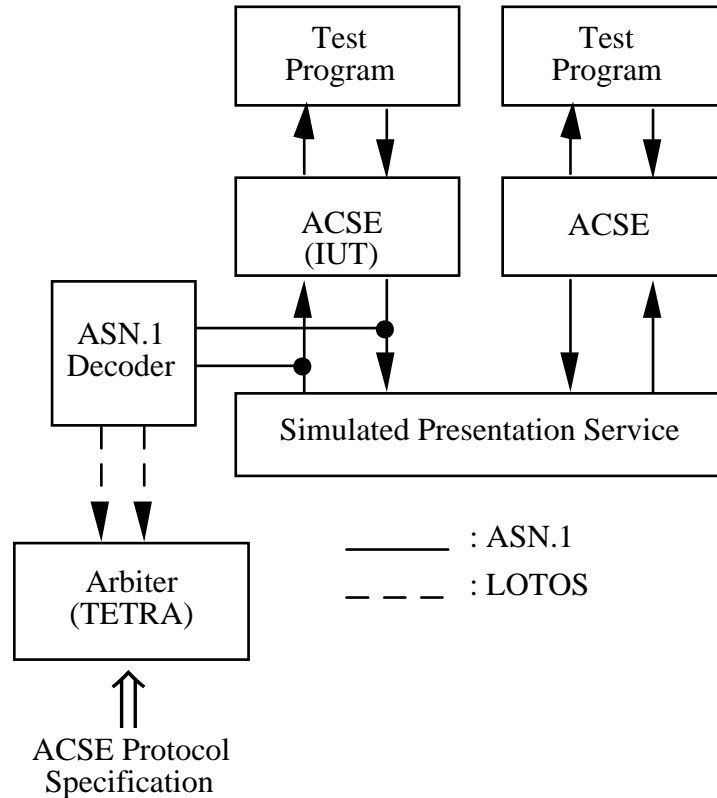 Test
Program
Test
Program
ACSE
(IUT)
ACSE
ASN.1
Decoder
Simulated Presentation Service
: ASN.1
: LOTOS
Arbiter
(TETRA)
ACSE Protocol
Specification